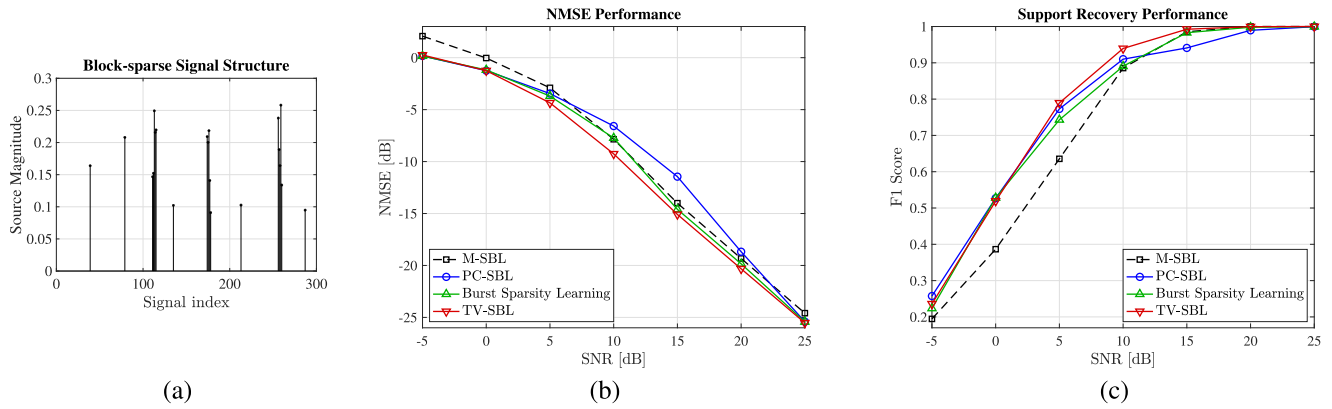 Block-sparse Signal Structure
Source Magnitude
0.3
0.25
0.2
0.15
0.1
0.05
0
0 100 200 300
Signal index
(a)
NMSE Performance
NMSE [dB]
0
-5
-10
-15
-20
-25
M-SBL
PC-SBL
Burst Sparsity Learning
TV-SBL
-5 0 5 10 15 20 25
SNR [dB]
(b)
Support Recovery Performance
F1 Score
1
0.9
0.8
0.7
0.6
0.5
0.4
0.3
0.2
M-SBL
PC-SBL
Burst Sparsity Learning
TV-SBL
-5 0 5 10 15 20 25
SNR [dB]
(c)